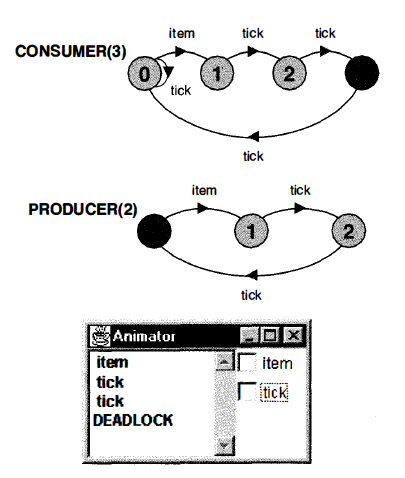 item
tick
tick
CONSUMER(3)
0
1
2
tick
tick
item
tick
PRODUCER(2)
1
2
tick
Animator
item
item
tick
tick
tick
DEADLOCK